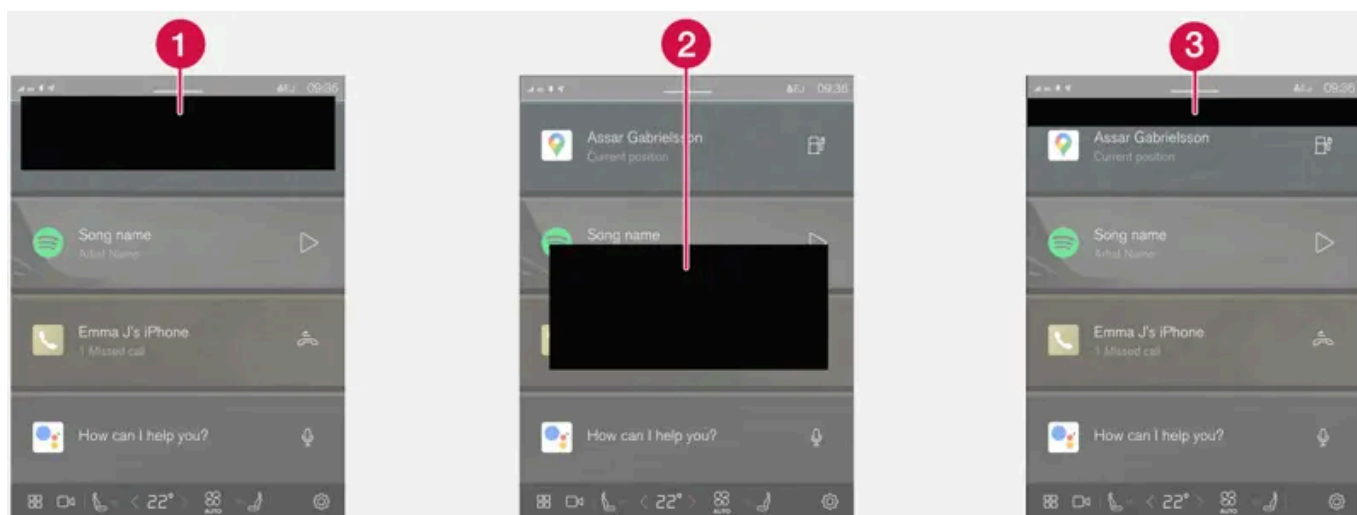 1
2
3
09:36
Song name
Artist Name
Emma J's iPhone
1 Missed call
How can I help you?
22°
AUTO
09:36
Assar Gabrielsson
Current position
Song name
How can I help you?
22°
AUTO
09:36
Assar Gabrielsson
Current position
Song name
Artist Name
Emma J's iPhone
1 Missed call
How can I help you?
22°
AUTO